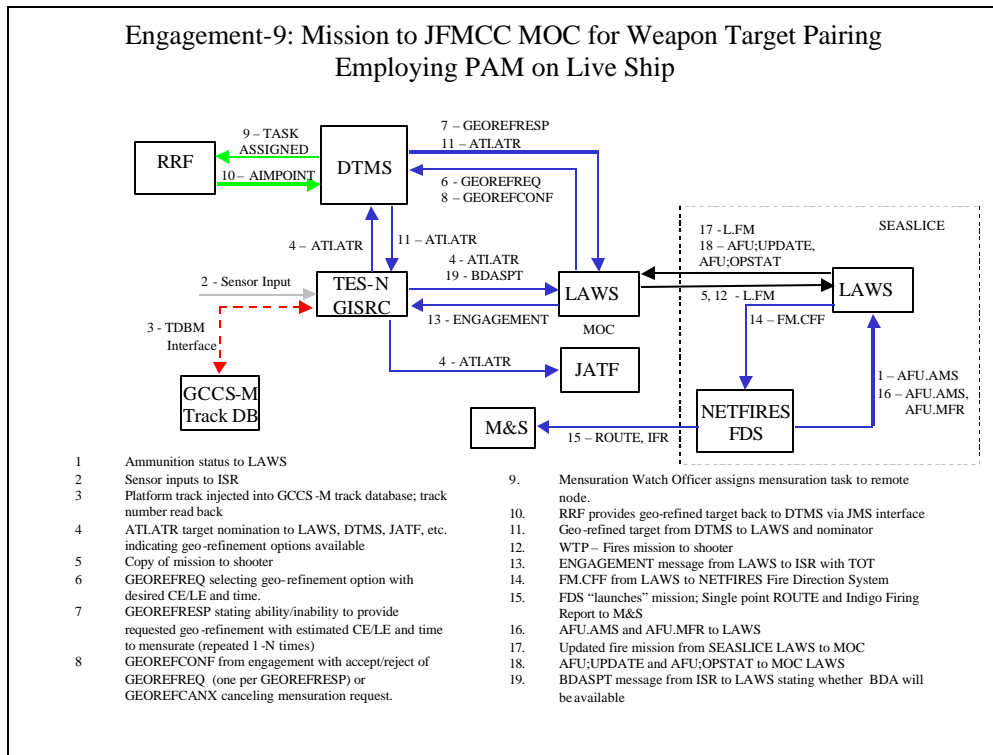 Engagement-9: Mission to JFMCC MOC for Weapon Target Pairing
Employing PAM on Live Ship
9 – TASK
ASSIGNED
RRF
10 – AIMPOINT
DTMS
7 – GEOREFRESP
11 – ATI.ATR
6 - GEOREFREQ
8 – GEOREFCONF
4 – ATI.ATR
11 – ATI.ATR
2 - Sensor Input
TES-N
GISRC
4 – ATI.ATR
19 - BDASPT
13 - ENGAGEMENT
LAWS
MOC
SEASLICE
17 - L.FM
18 – AFU;UPDATE,
AFU;OPSTAT
5, 12 - L.FM
LAWS
14 – FM.CFF
3 - TDBM
Interface
4 - ATI.ATR
JATF
1 – AFU.AMS
16 – AFU.AMS,
AFU.MFR
GCCS-M
Track DB
M&S
15 – ROUTE, IFR
NETFIRES
FDS
1 Ammunition status to LAWS
2 Sensor inputs to ISR
3 Platform track injected into GCCS-M track database; track
number read back
4 ATI.ATR target nomination to LAWS, DTMS, JATF, etc.
indicating geo-refinement options available
5 Copy of mission to shooter
6 GEOREFREQ selecting geo-refinement option with
desired CE/LE and time.
7 GEOREFRESP stating ability/inability to provide
requested geo-refinement with estimated CE/LE and time
to mensurate (repeated 1-N times)
8 GEOREFCONF from engagement with accept/reject of
GEOREFREQ (one per GEOREFRESP) or
GEOREFCANX canceling mensuration request.
9. Mensuration Watch Officer assigns mensuration task to remote
node.
10. RRF provides geo-refined target back to DTMS via JMS interface
11. Geo-refined target from DTMS to LAWS and nominator
12. WTP – Fires mission to shooter
13. ENGAGEMENT message from LAWS to ISR with TOT
14. FM.CFF from LAWS to NETFIRES Fire Direction System
15. FDS “launches” mission; Single point ROUTE and Indigo Firing
Report to M&S
16. AFU.AMS and AFU.MFR to LAWS
17. Updated fire mission from SEASLICE LAWS to MOC
18. AFU;UPDATE and AFU;OPSTAT to MOC LAWS
19. BDASPT message from ISR to LAWS stating whether BDA will
be available